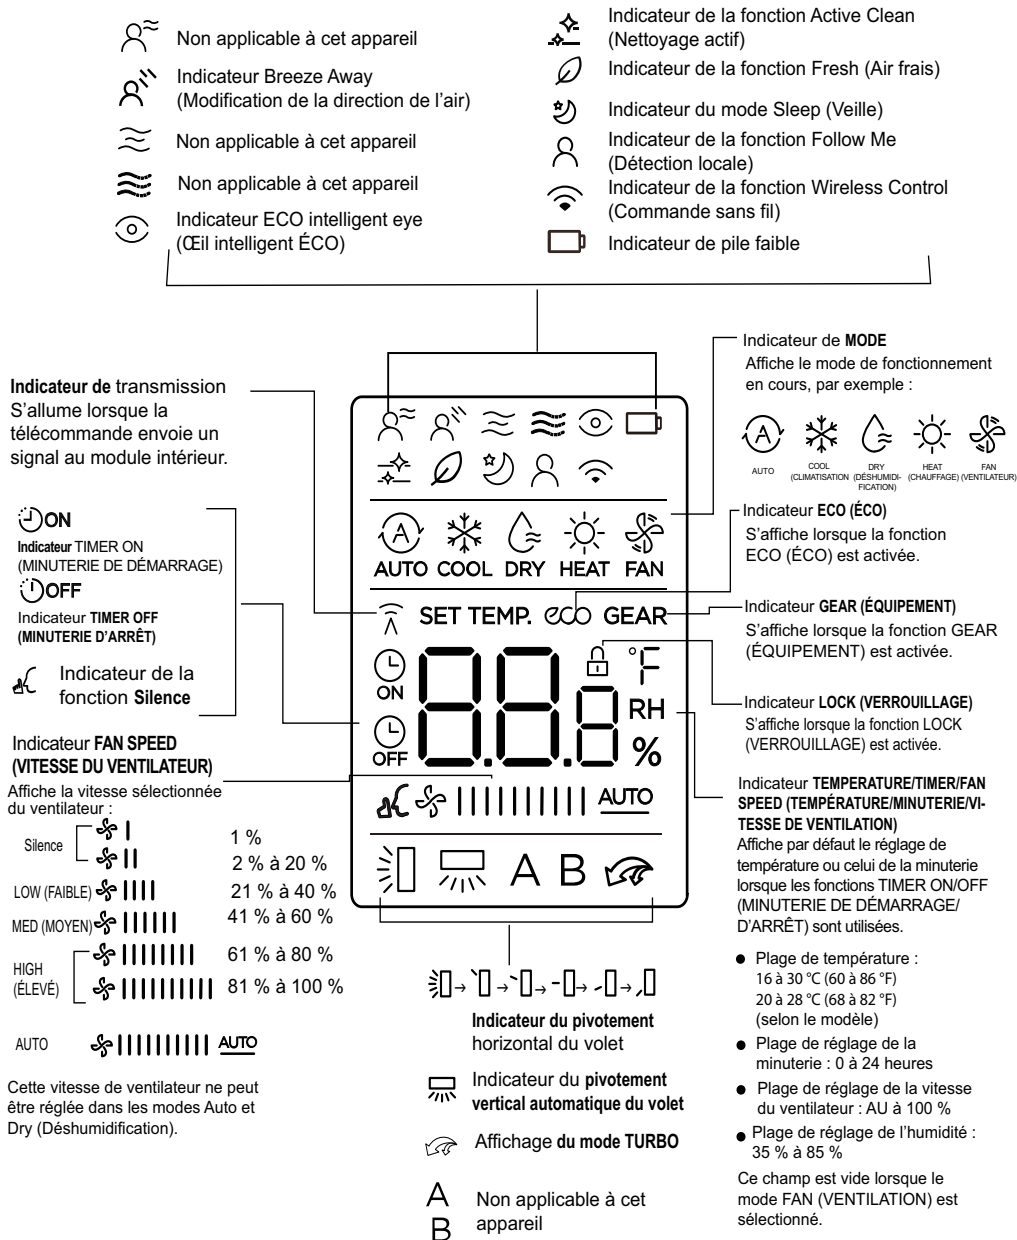 Non applicable à cet appareil
Indicateur Breeze Away
(Modification de la direction de l'air)
Non applicable à cet appareil
Non applicable à cet appareil
Indicateur ECO intelligent eye
(Œil intelligent ÉCO)
Indicateur de la fonction Active Clean
(Nettoyage actif)
Indicateur de la fonction Fresh (Air frais)
Indicateur du mode Sleep (Veille)
Indicateur de la fonction Follow Me
(Détection locale)
Indicateur de la fonction Wireless Control
(Commande sans fil)
Indicateur de pile faible
Indicateur de transmission
S'allume lorsque la
télécommande envoie un
signal au module intérieur.
ON
Indicateur TIMER ON
(MINUTERIE DE DÉMARRAGE)
OFF
Indicateur TIMER OFF
(MINUTERIE D'ARRÊT)
Indicateur de la
fonction Silence
Indicateur FAN SPEED
(VITESSE DU VENTILATEUR)
Affiche la vitesse sélectionnée
du ventilateur :
Silence
1 %
2 % à 20 %
LOW (FAIBLE) 21 % à 40 %
MED (MOYEN) 41 % à 60 %
HIGH
(ÉLEVÉ)
61 % à 80 %
81 % à 100 %
AUTO AUTO
Cette vitesse de ventilateur ne peut
être réglée dans les modes Auto et
Dry (Déshumidification).
A
AUTO COOL DRY HEAT FAN
SET TEMP. eco GEAR
ON
OFF
88.8
°F
RH
%
AUTO
A B
Indicateur du pivotement
horizontal du volet
Indicateur du pivotement
vertical automatique du volet
Affichage du mode TURBO
A
B
Non applicable à cet
appareil
Indicateur de MODE
Affiche le mode de fonctionnement
en cours, par exemple :
A
AUTO
COOL
(CLIMATISATION
DRY
(DÉSHUMIDI-
FICATION)
HEAT
(CHAUFFAGE)
FAN
(VENTILATEUR)
Indicateur ECO (ÉCO)
S'affiche lorsque la fonction
ECO (ÉCO) est activée.
Indicateur GEAR (ÉQUIPEMENT)
S'affiche lorsque la fonction GEAR
(ÉQUIPEMENT) est activée.
Indicateur LOCK (VERROUILLAGE)
S'affiche lorsque la fonction LOCK
(VERROUILLAGE) est activée.
Indicateur TEMPERATURE/TIMER/FAN
SPEED (TEMPÉRATURE/MINUTERIE/VI-
TESSE DE VENTILATION)
Affiche par défaut le réglage de
température ou celui de la minuterie
lorsque les fonctions TIMER ON/OFF
(MINUTERIE DE DÉMARRAGE/
D'ARRÊT) sont utilisées.
● Plage de température :
16 à 30 °C (60 à 86 °F)
20 à 28 °C (68 à 82 °F)
(selon le modèle)
● Plage de réglage de la
minuterie : 0 à 24 heures
● Plage de réglage de la vitesse
du ventilateur : AU à 100 %
● Plage de réglage de l'humidité :
35 % à 85 %
Ce champ est vide lorsque le
mode FAN (VENTILATION) est
sélectionné.